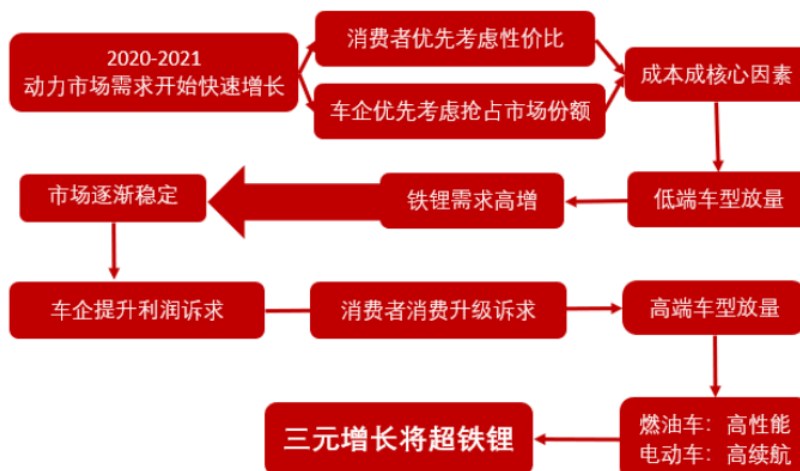 2020-2021
动力市场需求开始快速增长
消费者优先考虑性价比
车企优先考虑抢占市场份额
成本成核心因素
低端车型放量
铁锂需求高增
市场逐渐稳定
车企提升利润诉求
消费者消费升级诉求
高端车型放量
燃油车：高性能
电动车：高续航
三元增长将超铁锂